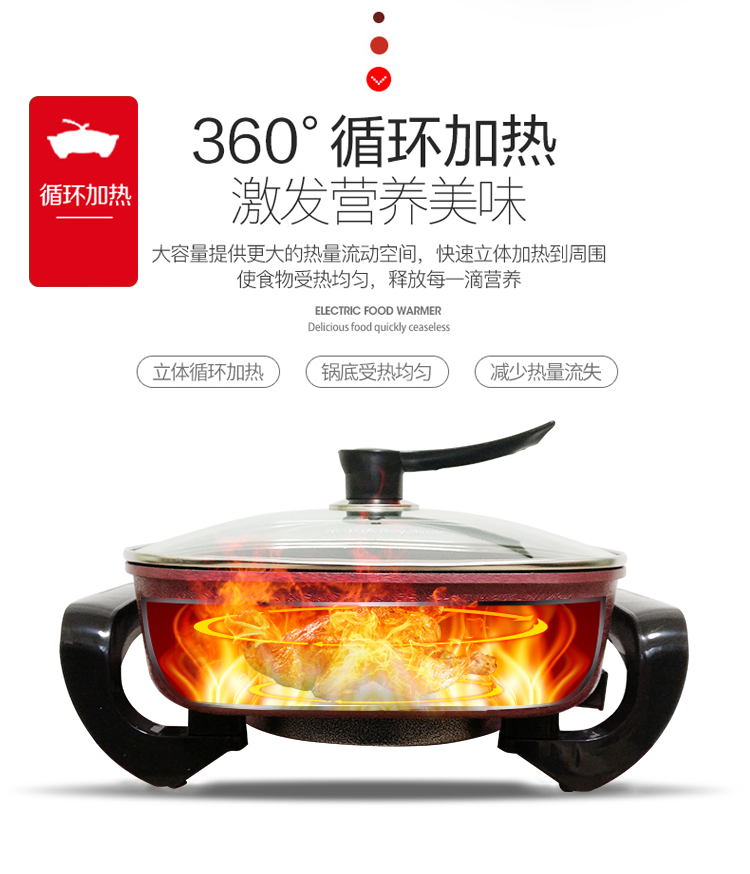 循环加热
360°循环加热
激发营养美味
大容量提供更大的热量流动空间，快速立体加热到周围
使食物受热均匀，释放每一滴营养
ELECTRIC FOOD WARMER
Delicious food quickly ceaseless
立体循环加热
锅底受热均匀
减少热量流失